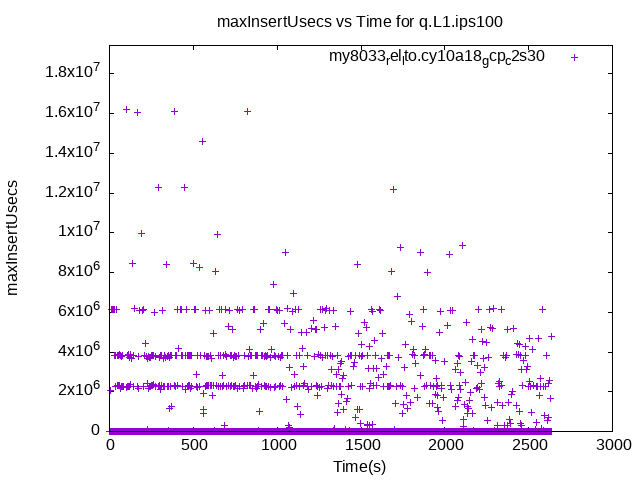 maxInsertUsecs vs Time for q.L1.ips100
my8033relito.cy10a18gcpc2s30
1.8x10^7
1.6x10^7
1.4x10^7
1.2x10^7
1x10^7
8x10^6
6x10^6
4x10^6
2x10^6
0
maxInsertUsecs
0 500 1000 1500 2000 2500 3000
Time(s)